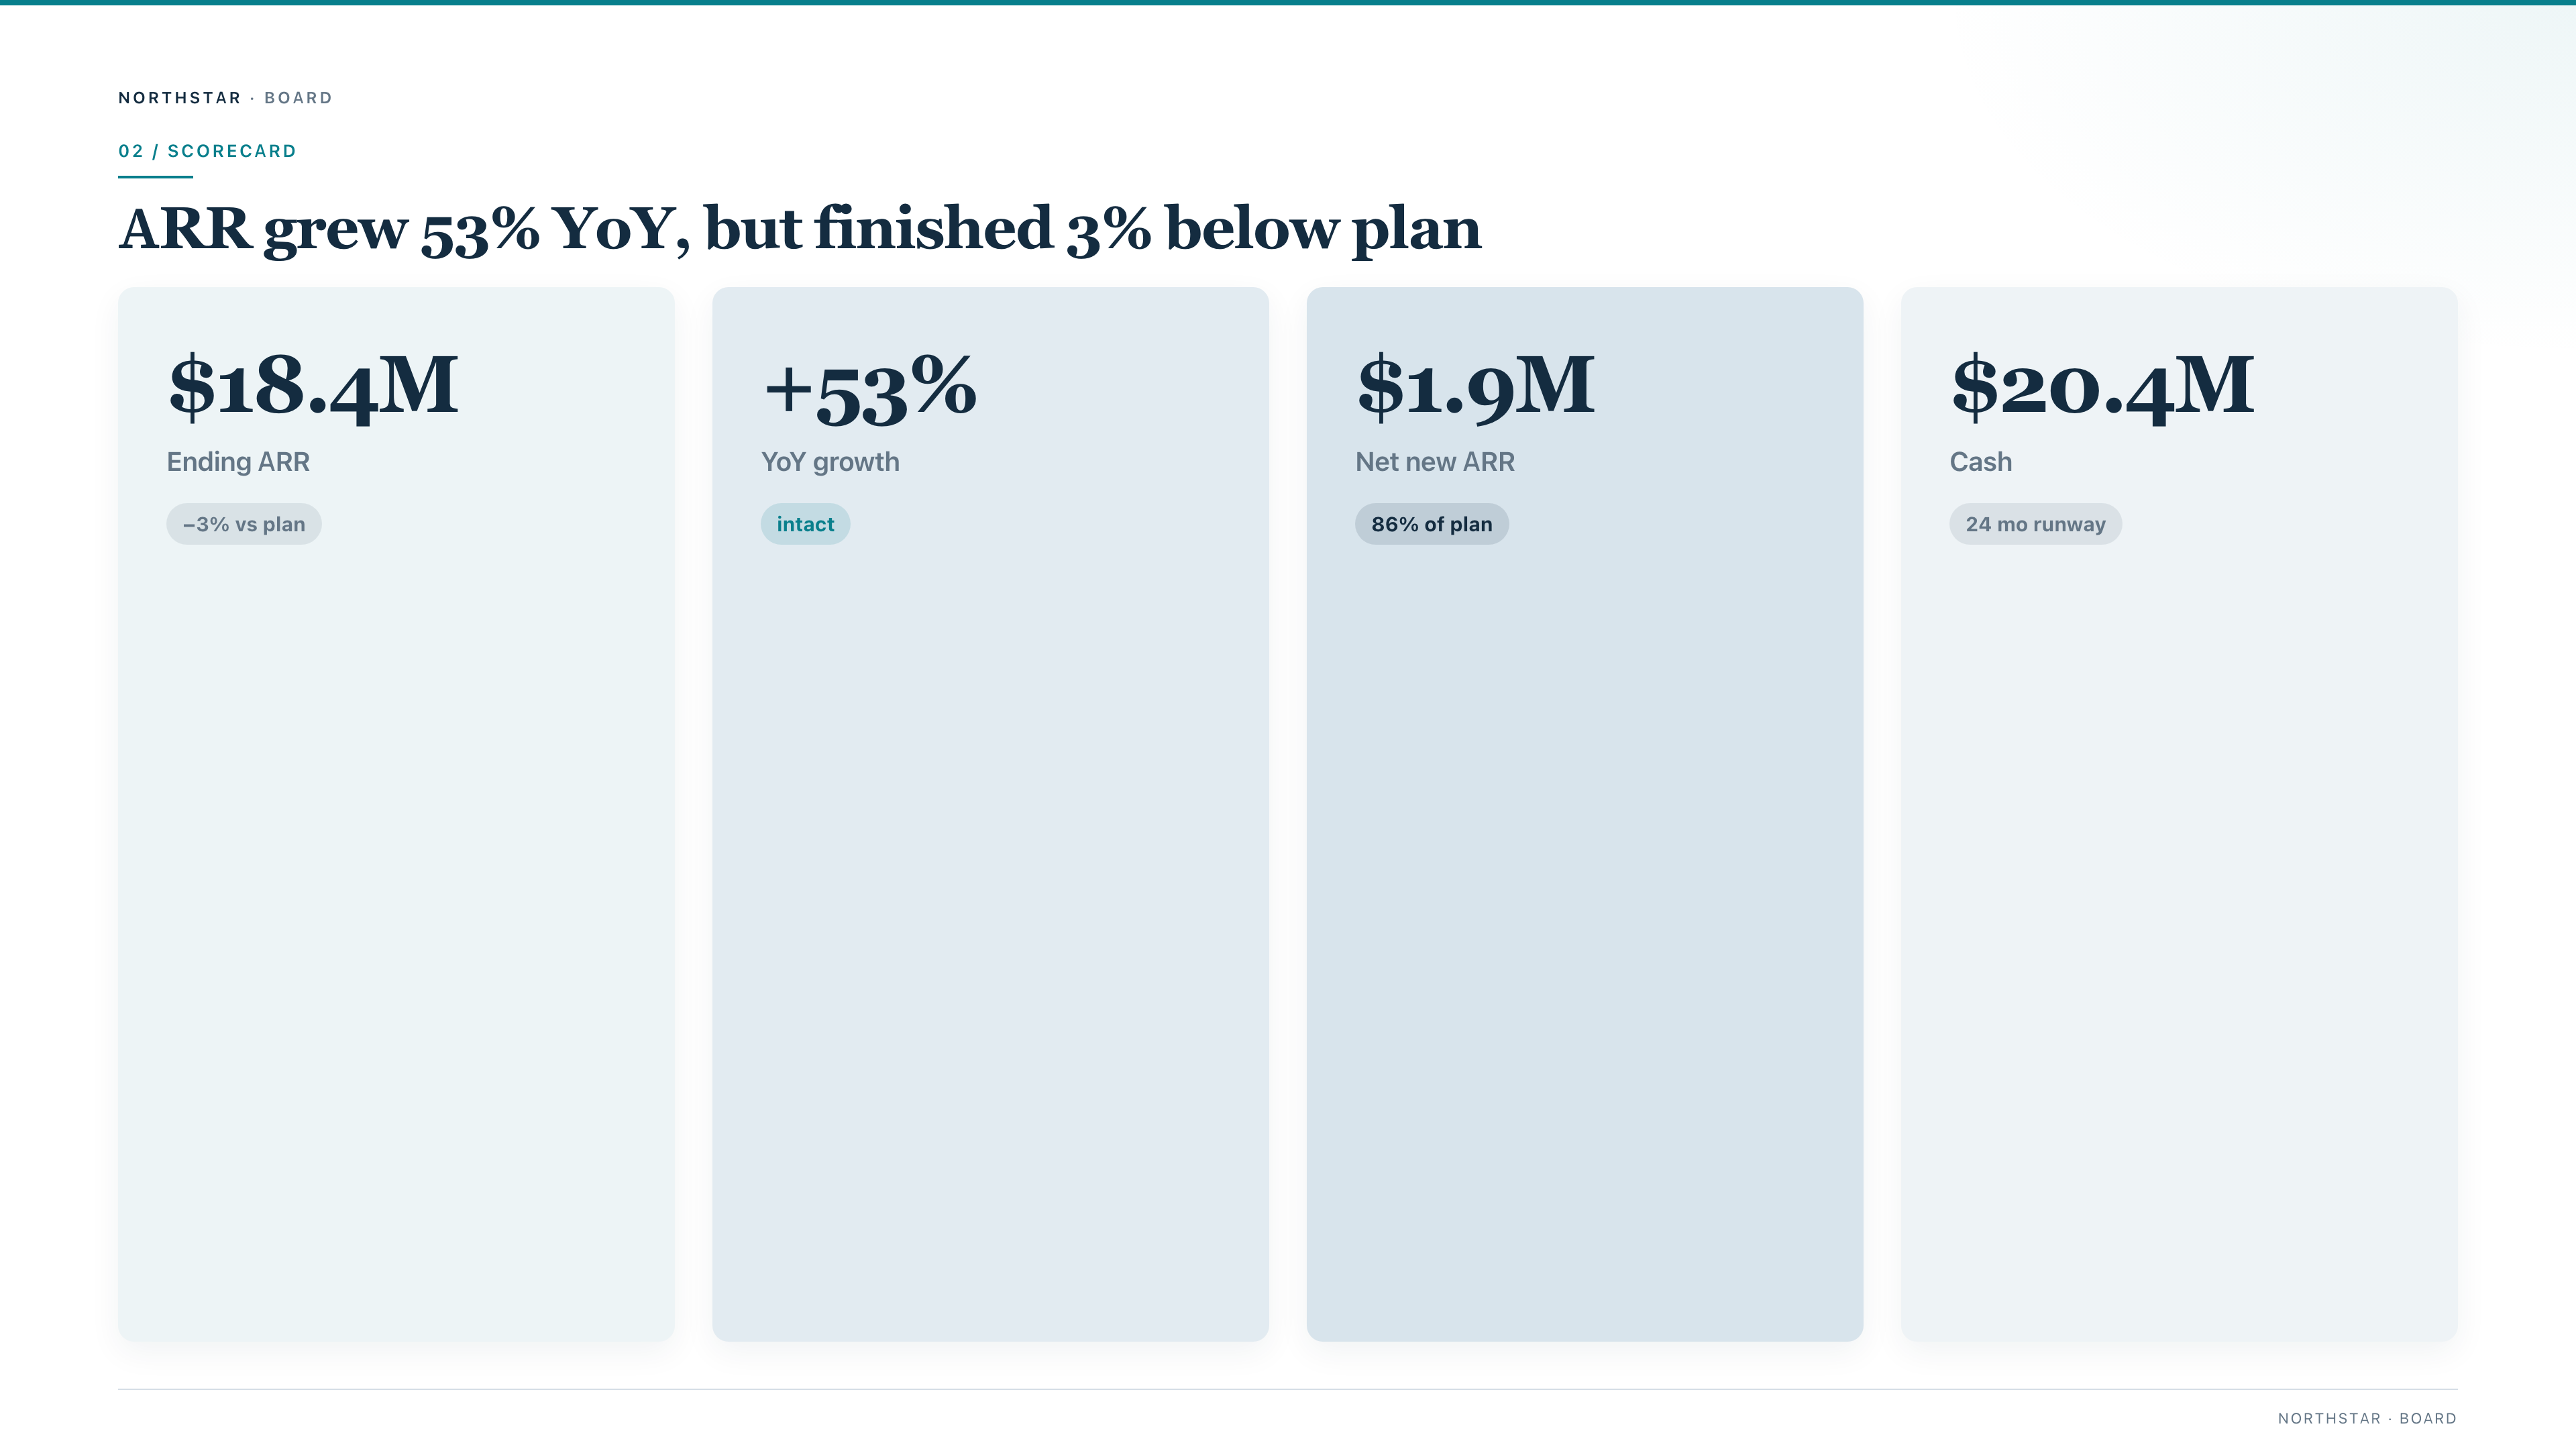 NORTHSTAR · BOARD
02 / SCORECARD
ARR grew 53% YoY, but finished 3% below plan
$18.4M
Ending ARR
–3% vs plan
+53%
YoY growth
intact
$1.9M
Net new ARR
86% of plan
$20.4M
Cash
24 mo runway
NORTHSTAR · BOARD